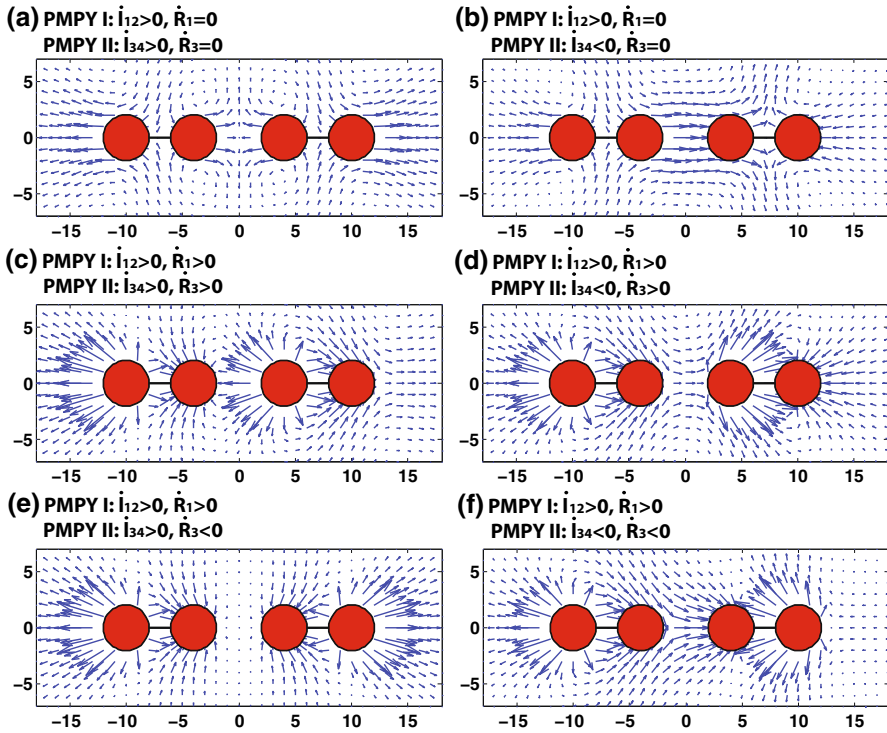 (a) PMPY I: i̇12>0, Ṙ1=0
PMPY II: i̇34>0, Ṙ3=0
5
0
−5
−15 −10 −5 0 5 10 15
(b) PMPY I: i̇12>0, Ṙ1=0
PMPY II: i̇34<0, Ṙ3=0
5
0
−5
−15 −10 −5 0 5 10 15
(c) PMPY I: i̇12>0, Ṙ1>0
PMPY II: i̇34>0, Ṙ3>0
5
0
−5
−15 −10 −5 0 5 10 15
(d) PMPY I: i̇12>0, Ṙ1>0
PMPY II: i̇34<0, Ṙ3>0
5
0
−5
−15 −10 −5 0 5 10 15
(e) PMPY I: i̇12>0, Ṙ1>0
PMPY II: i̇34>0, Ṙ3<0
5
0
−5
−15 −10 −5 0 5 10 15
(f) PMPY I: i̇12>0, Ṙ1>0
PMPY II: i̇34<0, Ṙ3<0
5
0
−5
−15 −10 −5 0 5 10 15